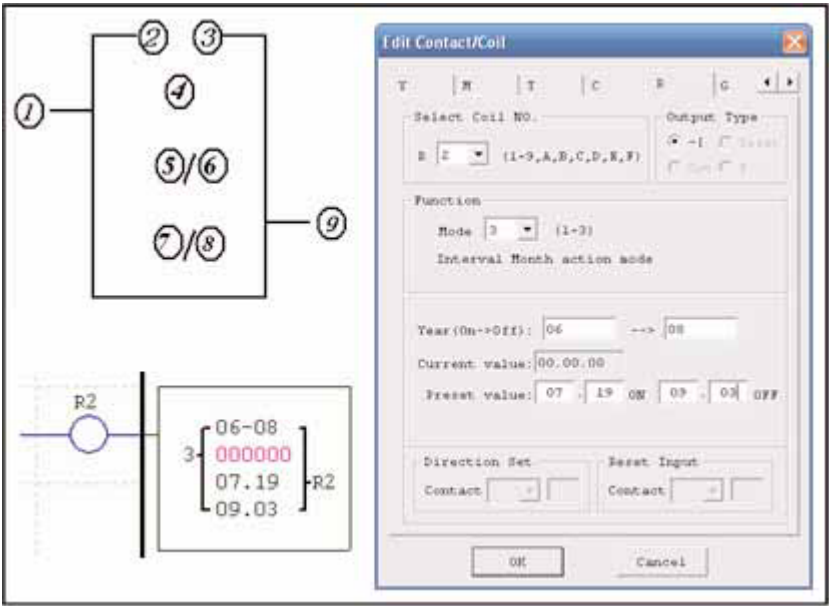 ② ③
④
①
⑤/⑥
⑦/⑧
⑨
R2
06-08
3
000000
07.19
R2
09.03
Edit Contact/Coil
Y M T C R G
Select Coil NO.
R 2 (1-9,A,B,C,D,E,F)
Output Type
-[
Function
Mode 3 (1-3)
Interval Month action mode
Year(On->Off): 06 --> 08
Current value: 00.00.00
Preset value: 07 . 19 ON 09 . 03 OFF
Direction Set
Contact
Reset Input
Contact
OK Cancel